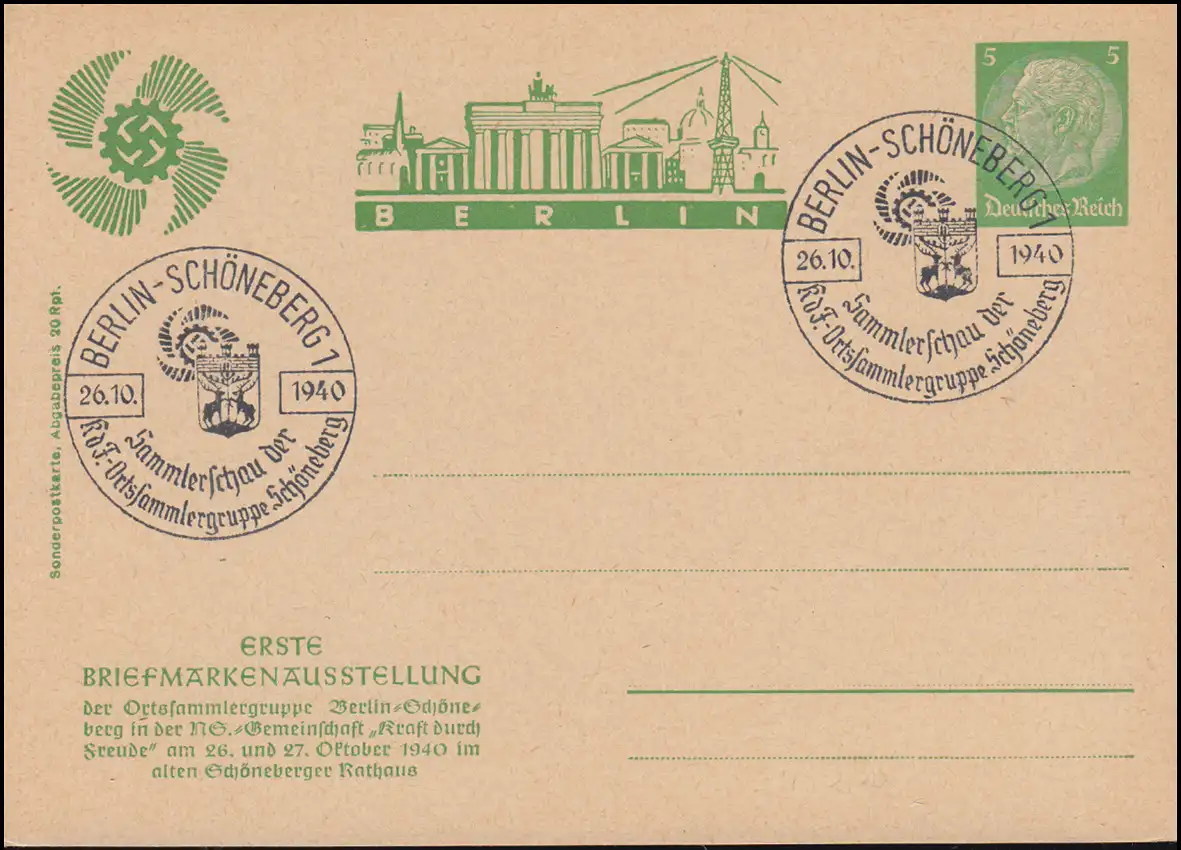 BERLIN
5 5
Deutsches Reich
BERLIN-SCHÖNEBERG 1
26.10. 1940
Sammlerschau der
KdF.-Ortssammlergruppe Schöneberg
BERLIN-SCHÖNEBERG 1
26.10. 1940
Sammlerschau der
KdF.-Ortssammlergruppe Schöneberg
Sonderpostkarte, Abgabepreis 20 Rpf.
ERSTE
BRIEFMARKENAUSSTELLUNG
der Ortssammlergruppe Berlin-Schöne-
berg in der NS.-Gemeinschaft „Kraft durch
Freude“ am 26. und 27. Oktober 1940 im
alten Schöneberger Rathaus